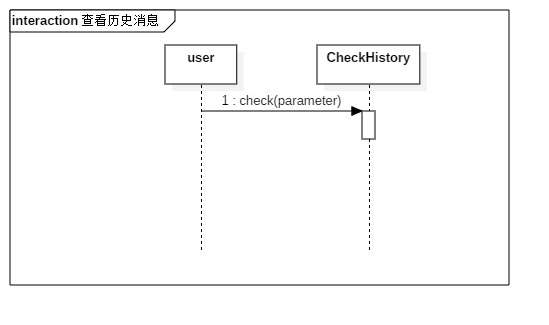 interaction 查看历史消息
user
CheckHistory
1 : check(parameter)